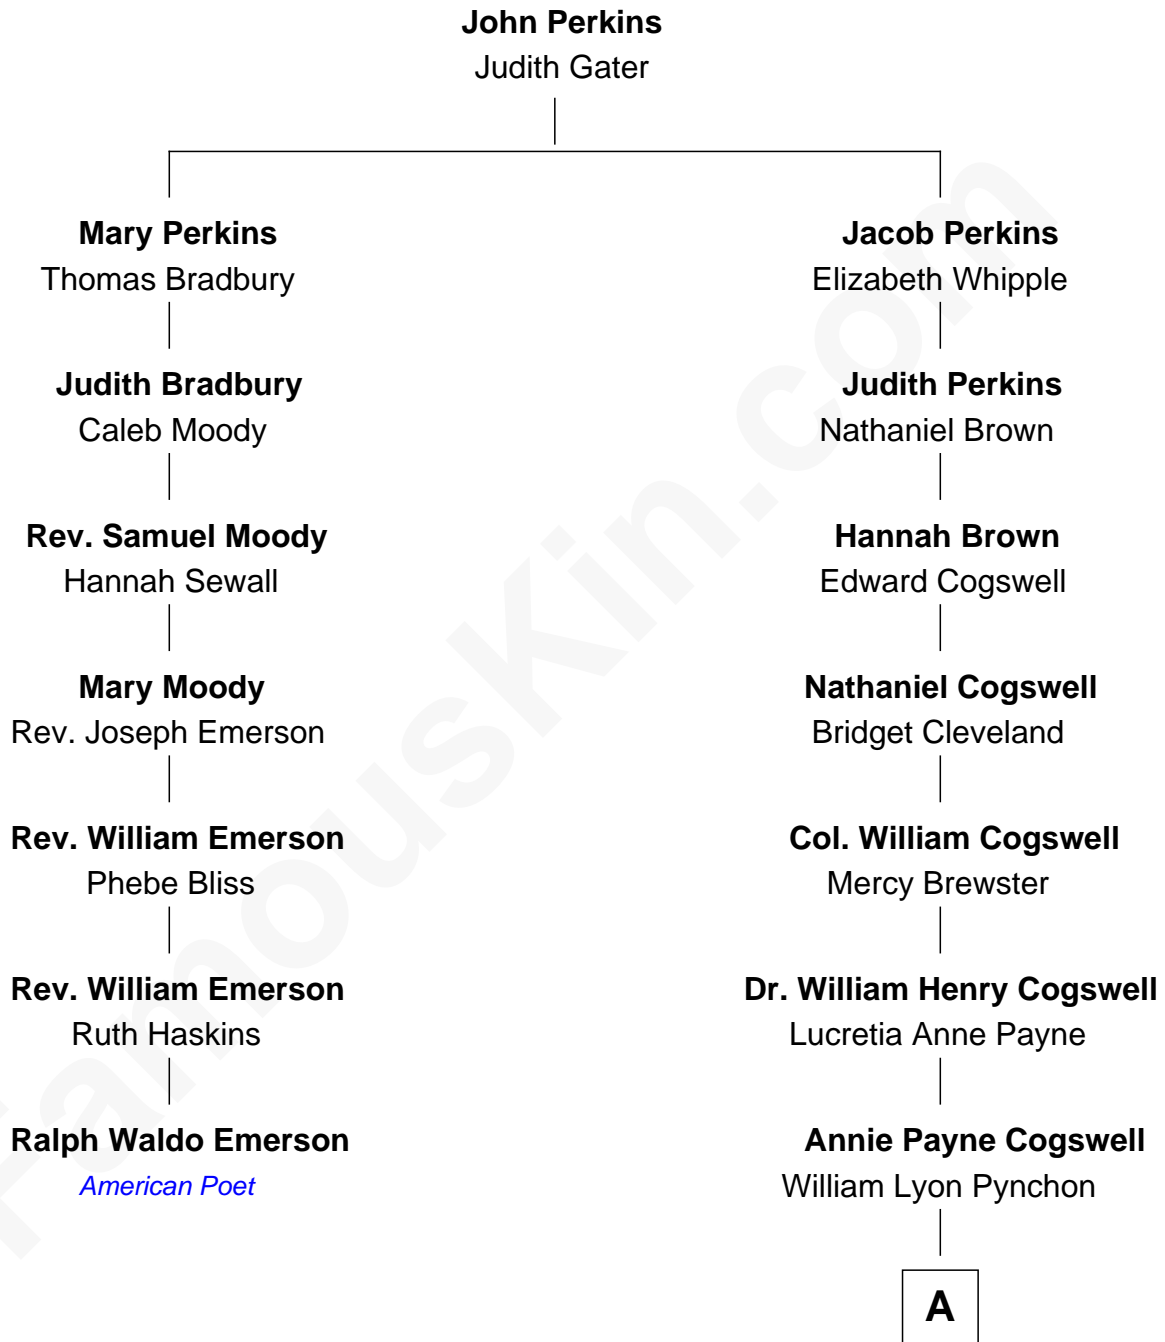 John Perkins
Judith Gater
Mary Perkins
Thomas Bradbury
Jacob Perkins
Elizabeth Whipple
Judith Bradbury
Caleb Moody
Judith Perkins
Nathaniel Brown
Rev. Samuel Moody
Hannah Sewall
Hannah Brown
Edward Cogswell
Mary Moody
Rev. Joseph Emerson
Nathaniel Cogswell
Bridget Cleveland
Rev. William Emerson
Phebe Bliss
Col. William Cogswell
Mercy Brewster
Rev. William Emerson
Ruth Haskins
Dr. William Henry Cogswell
Lucretia Anne Payne
Ralph Waldo Emerson
American Poet
Annie Payne Cogswell
William Lyon Pynchon
A
FamousKin.com